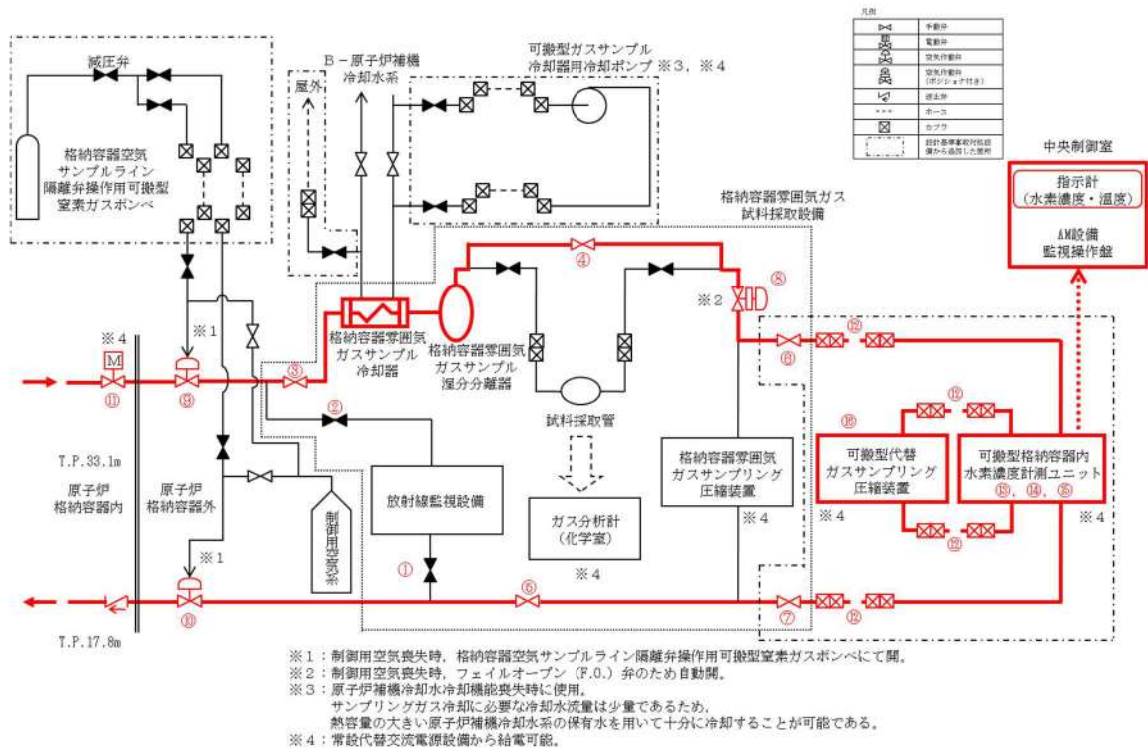 凡例
手動弁
電動弁
空気作動弁
空気作動弁
(ポジショナ付き)
逆止弁
ホース
カプラ
設計基準事故対処設
備から追加した箇所
減圧弁
格納容器空気
サンプルライン
隔離弁操作用可搬型
窒素ガスボンベ
屋外
B-原子炉補機
冷却水系
可搬型ガスサンプル
冷却器用冷却ポンプ ※3,※4
格納容器雰囲気ガス
試料採取設備
中央制御室
指示計
(水素濃度・温度)
AM設備
監視操作盤
④
⑧
※2
※1
※4
M
⑪
⑨
③
格納容器雰囲気
ガスサンプル
冷却器
格納容器雰囲気
ガスサンプル
湿分分離器
②
試料採取管
⑥
⑫
⑫
⑯
可搬型代替
ガスサンプリング
圧縮装置
※4
可搬型格納容器内
水素濃度計測ユニット
⑬,⑭,⑮
※4
T.P.33.1m
原子炉
格納容器内
原子炉
格納容器外
放射線監視設備
格納容器雰囲気
ガスサンプリング
圧縮装置
※4
ガス分析計
(化学室)
※4
制御用空気系
※1
①
⑫
⑩
⑦
⑫
T.P.17.8m
※1:制御用空気喪失時,格納容器空気サンプルライン隔離弁操作用可搬型窒素ガスボンベにて開。
※2:制御用空気喪失時,フェイルオープン(F.O.)弁のため自動開。
※3:原子炉補機冷却水冷却機能喪失時に使用。
サンプリングガス冷却に必要な冷却水流量は少量であるため,
熱容量の大きい原子炉補機冷却水系の保有水を用いて十分に冷却することが可能である。
※4:常設代替交流電源設備から給電可能。